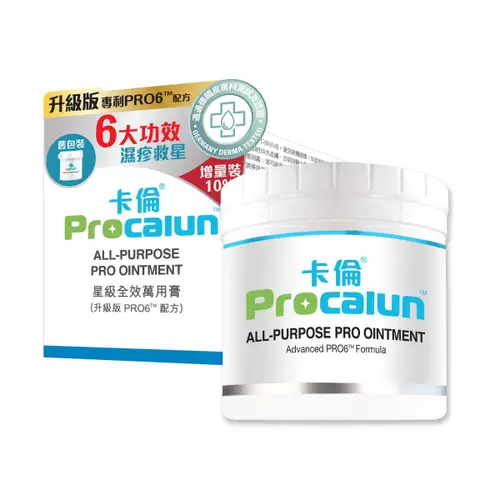 升級版 專利PRO6™配方
舊包裝
6大功效
濕疹救星
GERMANY DERMA TESTED
增量裝
卡倫®
Procalun™
ALL-PURPOSE
PRO OINTMENT
星級全效萬用膏
(升級版 PRO6™ 配方)
卡倫®
Procalun™
ALL-PURPOSE PRO OINTMENT
Advanced PRO6™ Formula